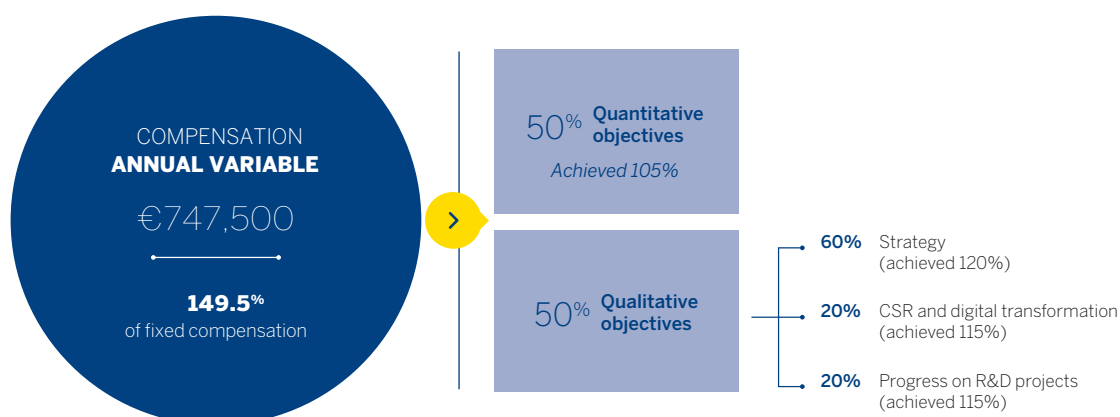 COMPENSATION
ANNUAL VARIABLE
€747,500
149.5%
of fixed compensation
50% Quantitative
objectives
Achieved 105%
50% Qualitative
objectives
60% Strategy
(achieved 120%)
20% CSR and digital transformation
(achieved 115%)
20% Progress on R&D projects
(achieved 115%)